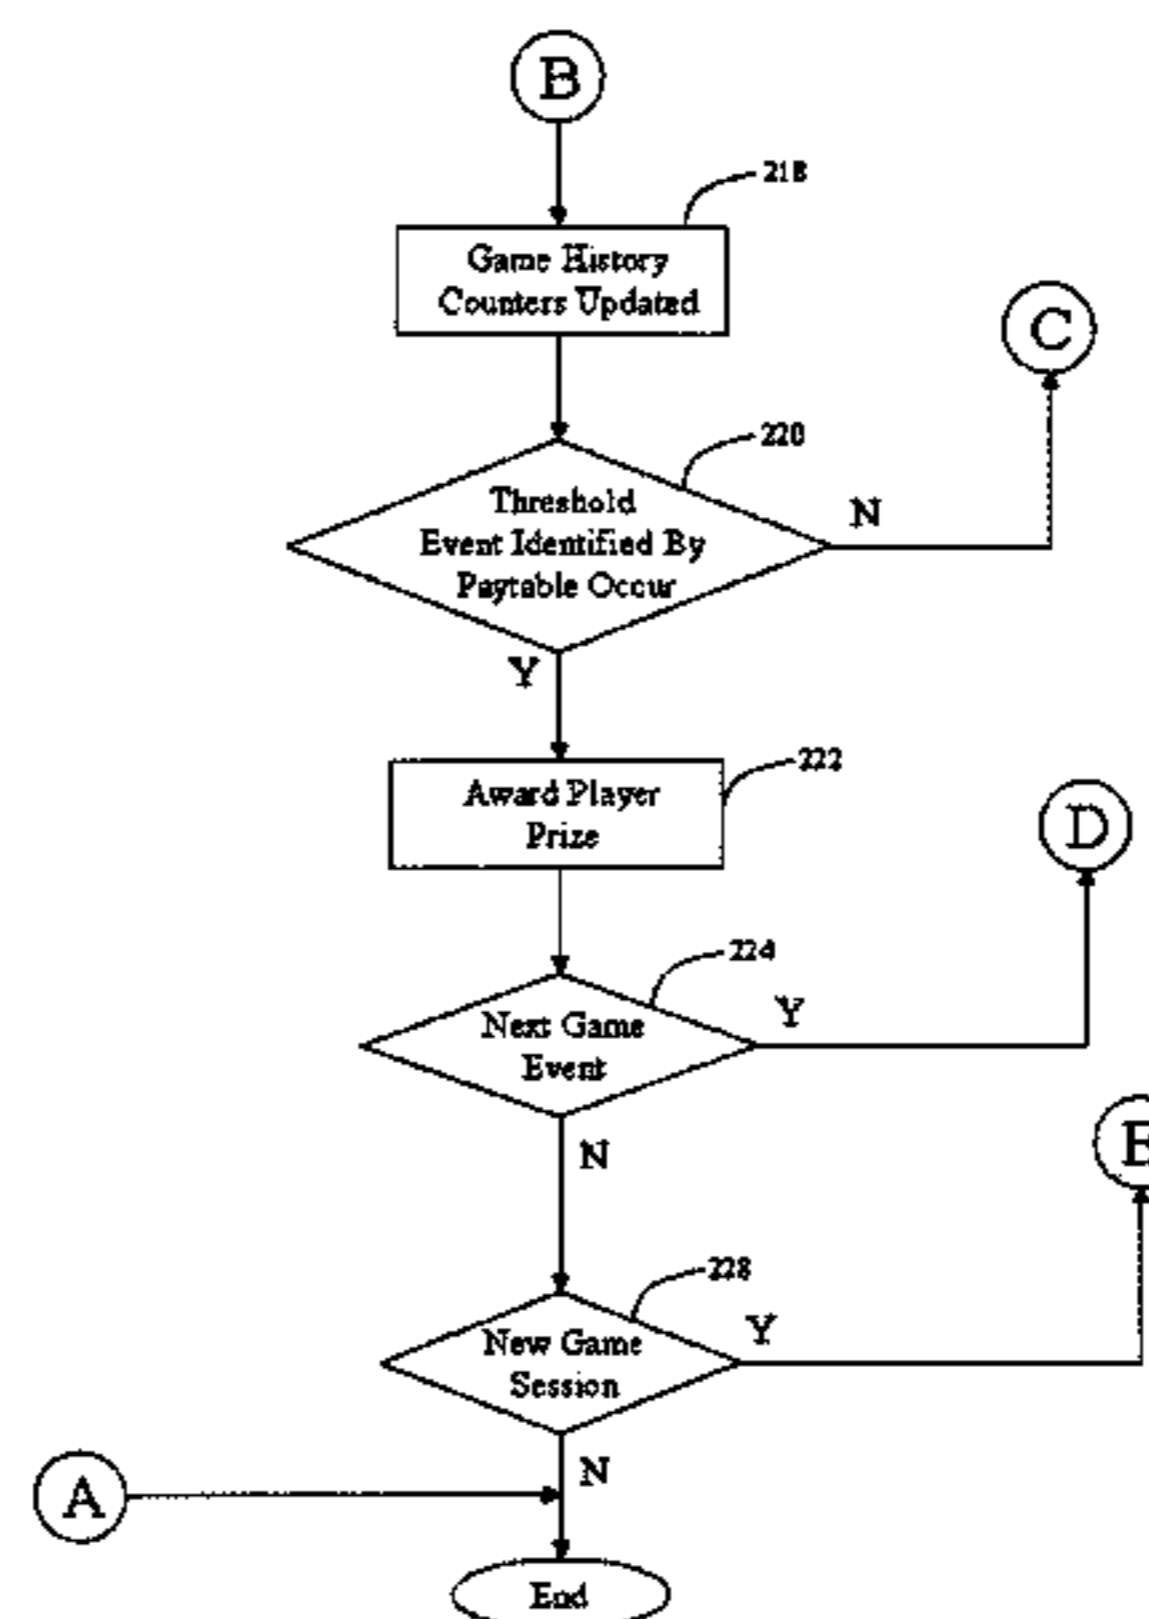 B
218
Game History
Counters Updated
C
220
Threshold
Event Identified By
Paytable Occur
N
Y
222
Award Player
Prize
D
224
Next Game
Event
Y
N
E
228
New Game
Session
Y
N
A
End